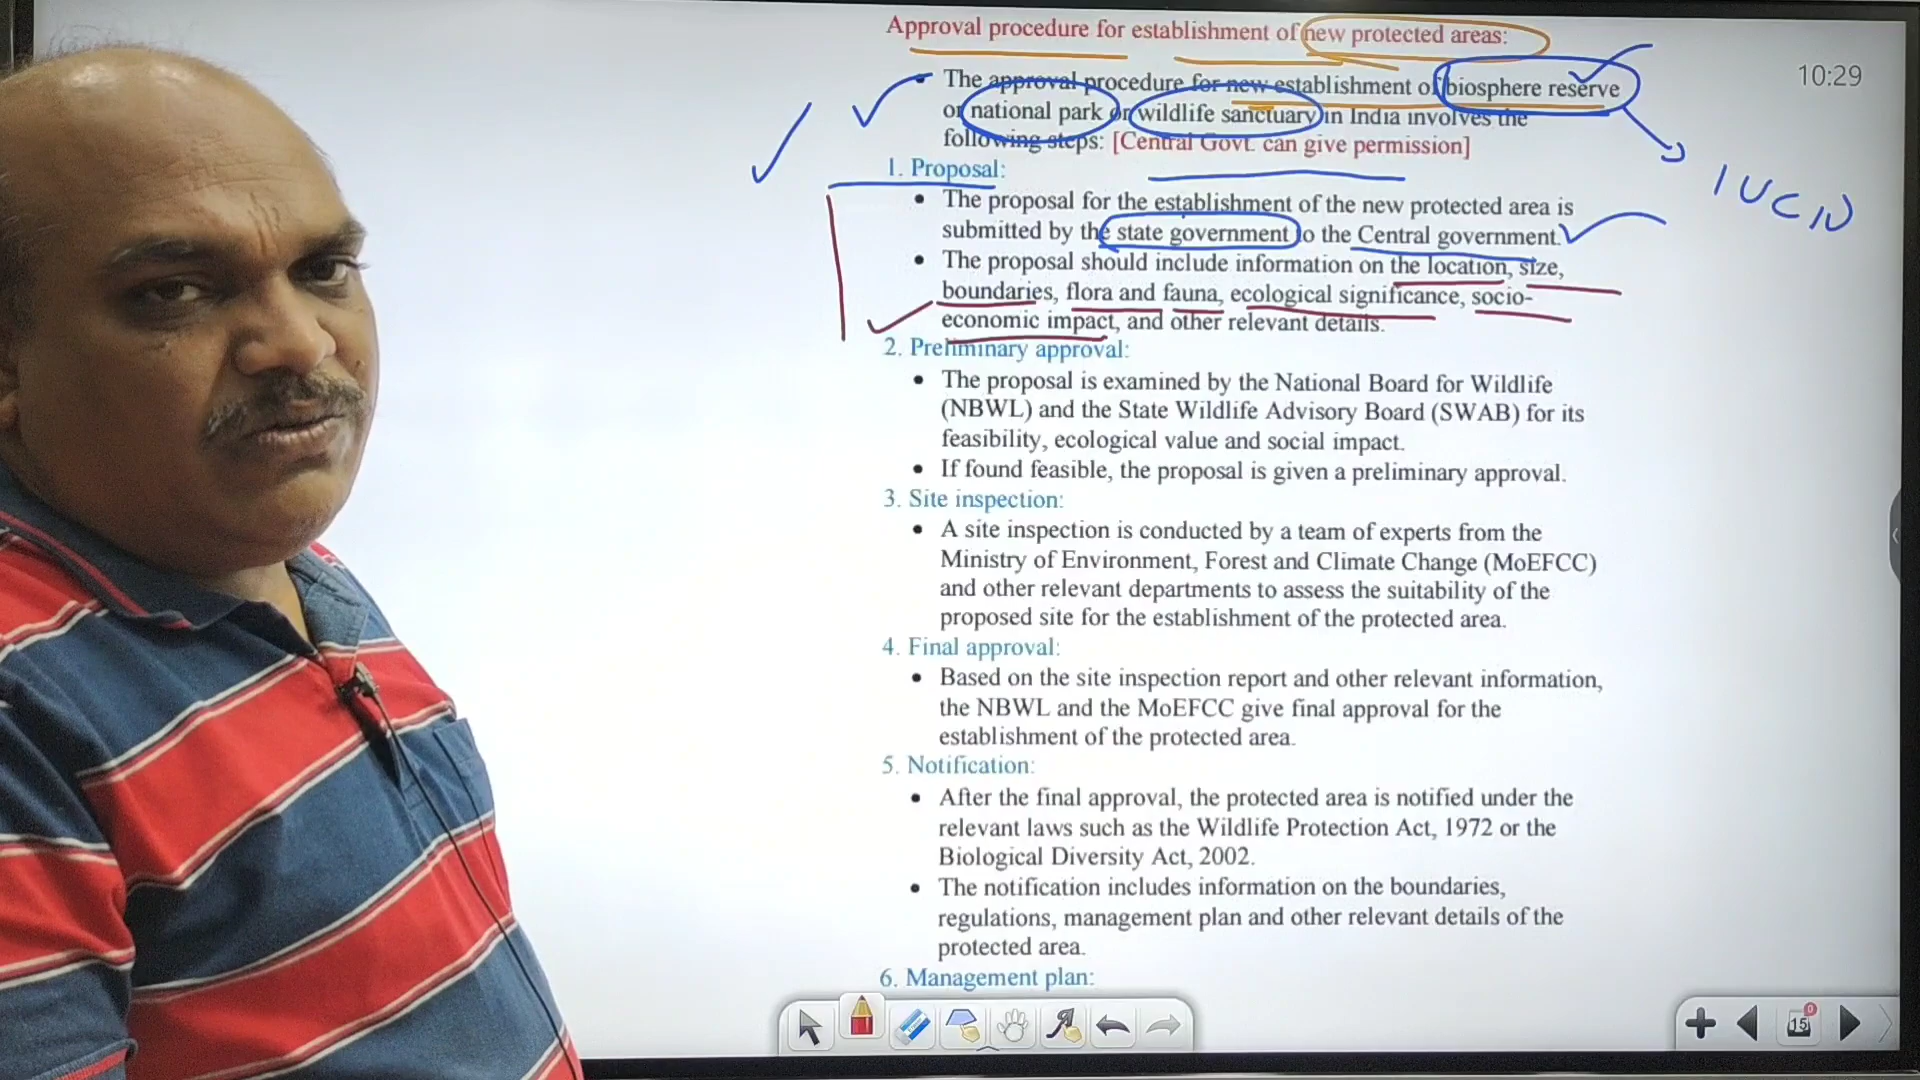 Approval procedure for establishment of new protected areas:
10:29
• The approval procedure for new establishment of biosphere reserve
or national park or wildlife sanctuary in India involves the
following steps: [Central Govt. can give permission]
IUCN
1. Proposal:
• The proposal for the establishment of the new protected area is
submitted by the state government to the Central government.
• The proposal should include information on the location, size,
boundaries, flora and fauna, ecological significance, socio-
economic impact, and other relevant details.
2. Preliminary approval:
• The proposal is examined by the National Board for Wildlife
(NBWL) and the State Wildlife Advisory Board (SWAB) for its
feasibility, ecological value and social impact.
• If found feasible, the proposal is given a preliminary approval.
3. Site inspection:
• A site inspection is conducted by a team of experts from the
Ministry of Environment, Forest and Climate Change (MoEFCC)
and other relevant departments to assess the suitability of the
proposed site for the establishment of the protected area.
4. Final approval:
• Based on the site inspection report and other relevant information,
the NBWL and the MoEFCC give final approval for the
establishment of the protected area.
5. Notification:
• After the final approval, the protected area is notified under the
relevant laws such as the Wildlife Protection Act, 1972 or the
Biological Diversity Act, 2002.
• The notification includes information on the boundaries,
regulations, management plan and other relevant details of the
protected area.
6. Management plan:
15
0